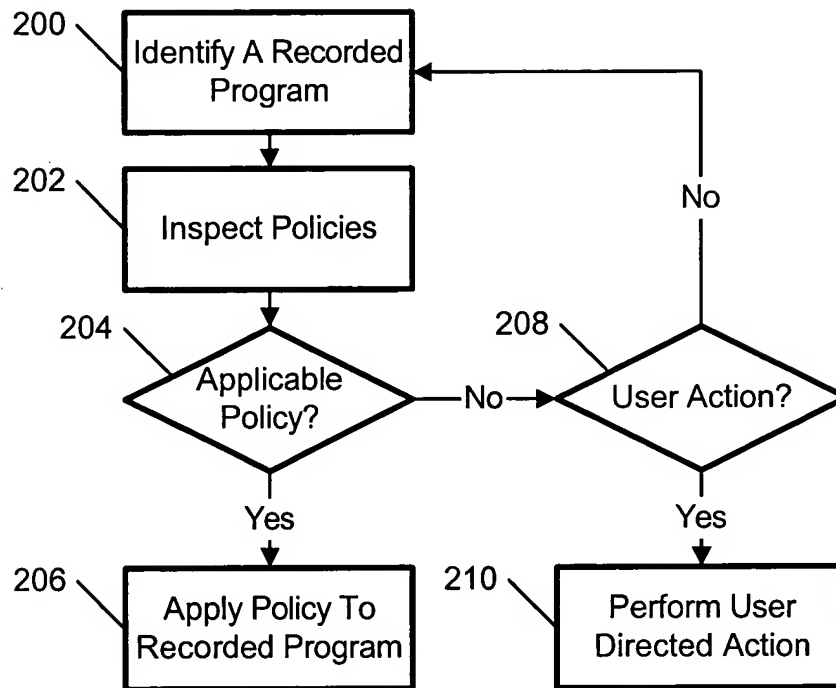 200
Identify A Recorded
Program
202
Inspect Policies
No
204
Applicable
Policy?
No
208
User Action?
Yes
Yes
206
Apply Policy To
Recorded Program
210
Perform User
Directed Action